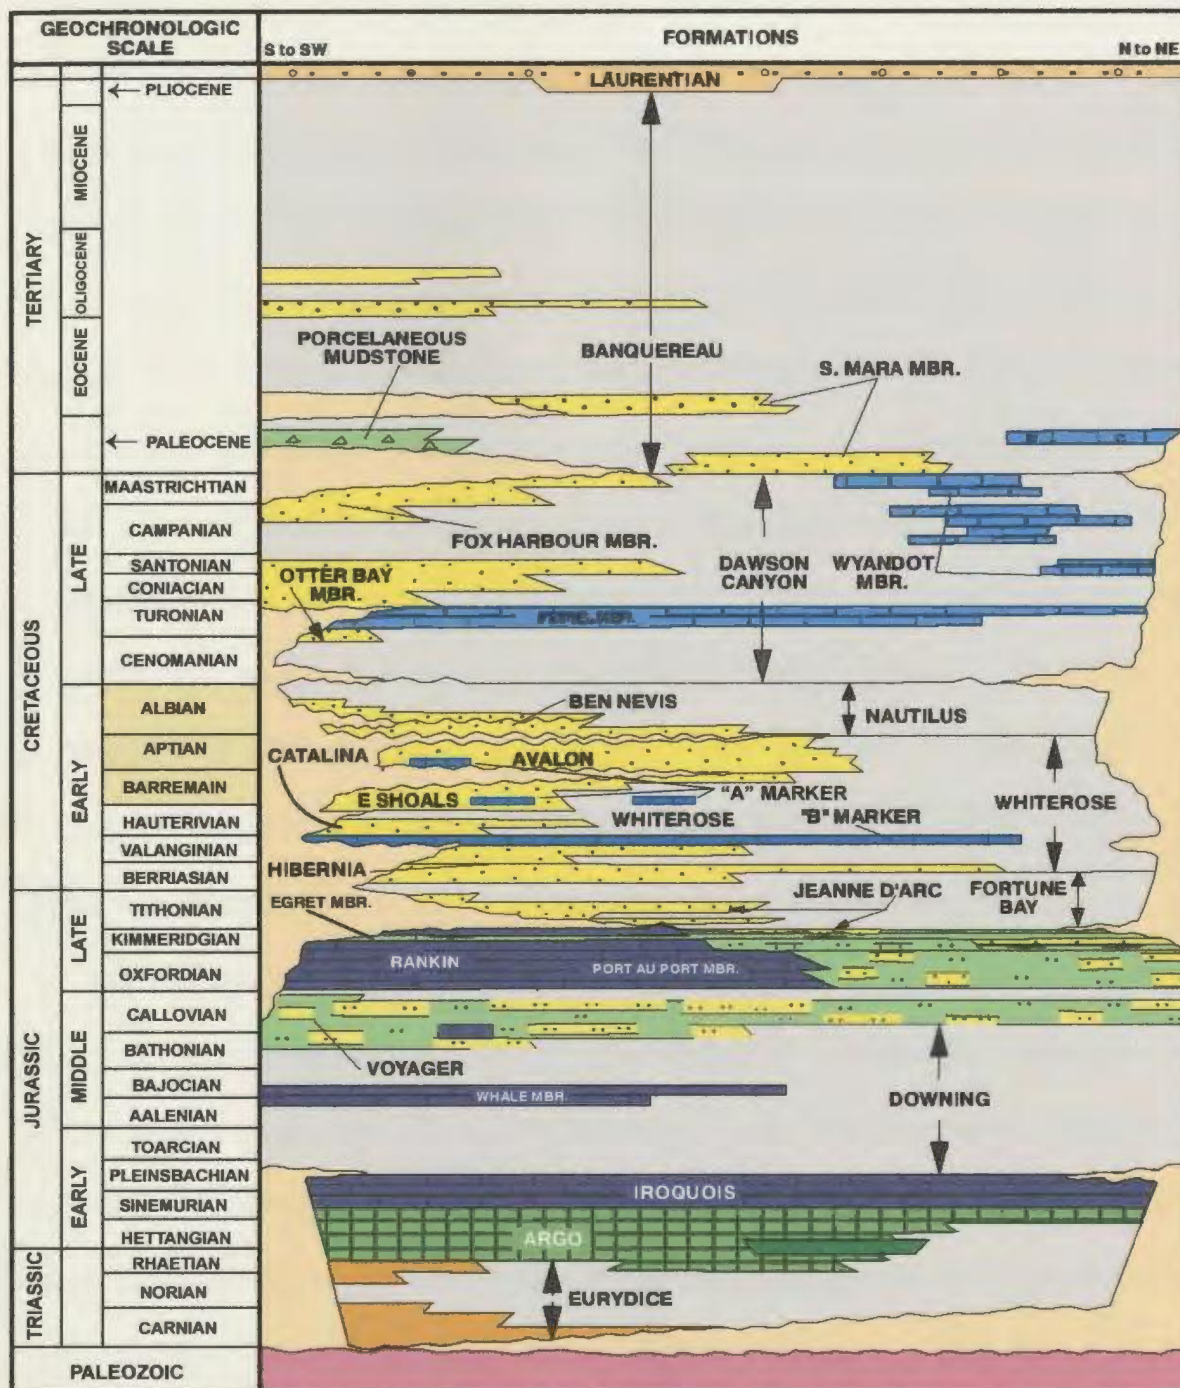 GEOCHRONOLOGIC
SCALE
S to SW
FORMATIONS
N to NE
TERTIARY
PLIOCENE
MIOCENE
OLIGOCENE
EOCENE
PALEOCENE
LAURENTIAN
BANQUEREAU
PORCELANEOUS
MUDSTONE
S. MARA MBR.
CRETACEOUS
LATE
MAASTRICHTIAN
CAMPANIAN
SANTONIAN
CONIACIAN
TURONIAN
CENOMANIAN
FOX HARBOUR MBR.
OTTER BAY
MBR.
DAWSON
CANYON
WYANDOT
MBR.
EARLY
ALBIAN
APTIAN
BARREMAIN
HAUTERIVIAN
VALANGINIAN
BERRIASIAN
BEN NEVIS
NAUTILUS
CATALINA
AVALON
"A" MARKER
E SHOALS
WHITEROSE
"B" MARKER
WHITEROSE
HIBERNIA
JEANNE D'ARC
FORTUNE
BAY
EGRET MBR.
JURASSIC
LATE
TITHONIAN
KIMMERIDGIAN
OXFORDIAN
RANKIN
PORT AU PORT MBR.
MIDDLE
CALLOVIAN
BATHONIAN
BAJOCIAN
AALENIAN
VOYAGER
WHALE MBR.
DOWNING
EARLY
TOARCIAN
PLEINSBACHIAN
SINEMURIAN
HETTANGIAN
IROQUOIS
ARGO
TRIASSIC
RHAETIAN
NORIAN
CARNIAN
EURYDICE
PALEOZOIC